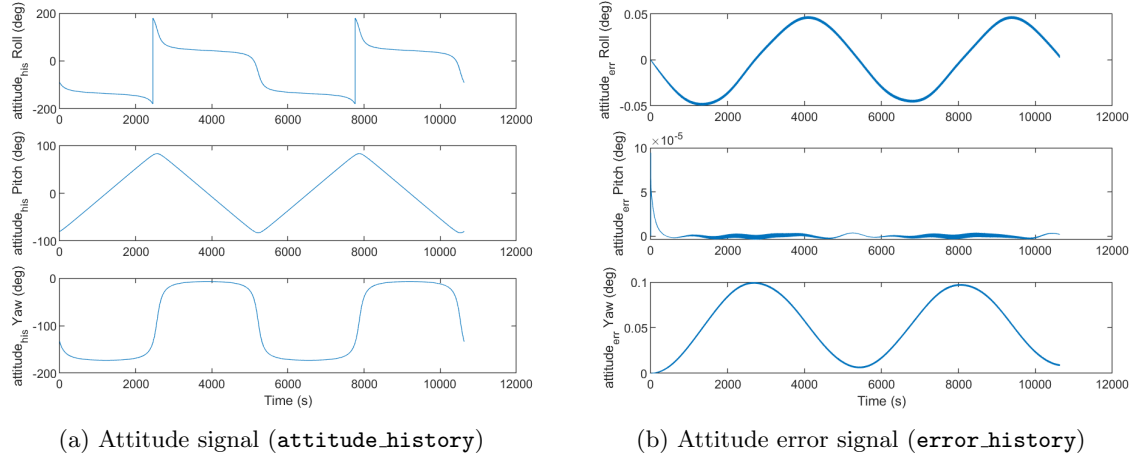 attitude_his Roll (deg)
200
0
-200
0 2000 4000 6000 8000 10000 12000
attitude_his Pitch (deg)
100
0
-100
0 2000 4000 6000 8000 10000 12000
attitude_his Yaw (deg)
0
-100
-200
0 2000 4000 6000 8000 10000 12000
Time (s)
(a) Attitude signal (attitude_history)
attitude_err Roll (deg)
0.05
0
-0.05
0 2000 4000 6000 8000 10000 12000
attitude_err Pitch (deg)
×10^-5
10
5
0
0 2000 4000 6000 8000 10000 12000
attitude_err Yaw (deg)
0.1
0.05
0
0 2000 4000 6000 8000 10000 12000
Time (s)
(b) Attitude error signal (error_history)